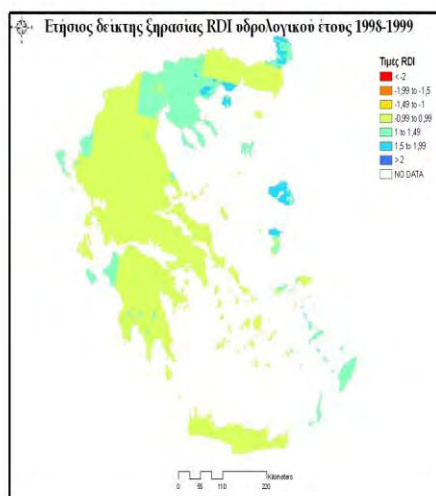 Ετήσιος δείκτης ξηρασίας RDI υδρολογικού έτους 1998-1999
Τιμές RDI
< -2
-1,99 to -1,5
-1,49 to -1
-0,99 to 0,99
1 to 1,49
1,5 to 1,99
> 2
NO DATA
Kilometers
0 55 110 220